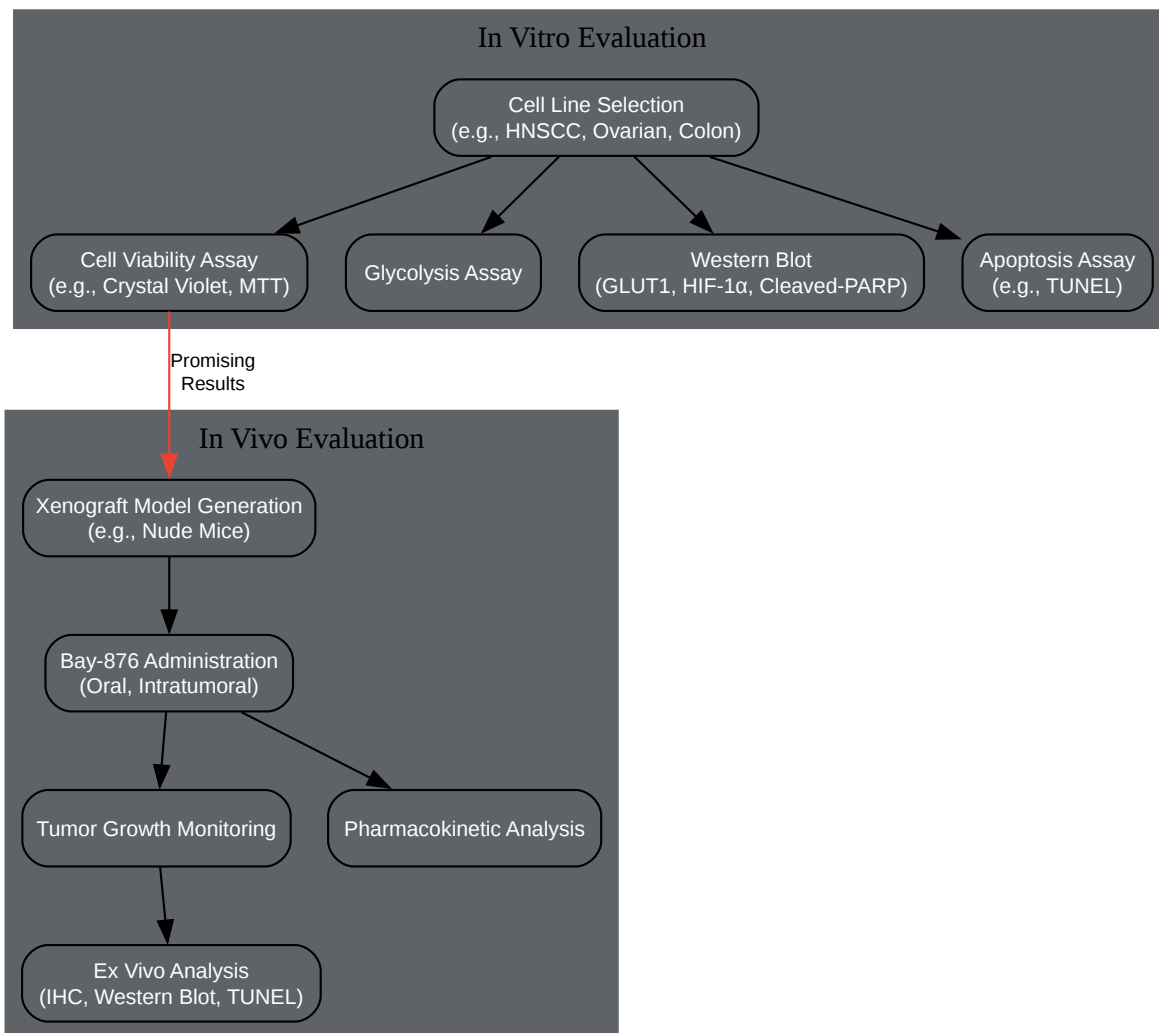 In Vitro Evaluation
Cell Line Selection
(e.g., HNSCC, Ovarian, Colon)
Cell Viability Assay
(e.g., Crystal Violet, MTT)
Glycolysis Assay
Western Blot
(GLUT1, HIF-1α, Cleaved-PARP)
Apoptosis Assay
(e.g., TUNEL)
Promising
Results
In Vivo Evaluation
Xenograft Model Generation
(e.g., Nude Mice)
Bay-876 Administration
(Oral, Intratumoral)
Tumor Growth Monitoring
Pharmacokinetic Analysis
Ex Vivo Analysis
(IHC, Western Blot, TUNEL)